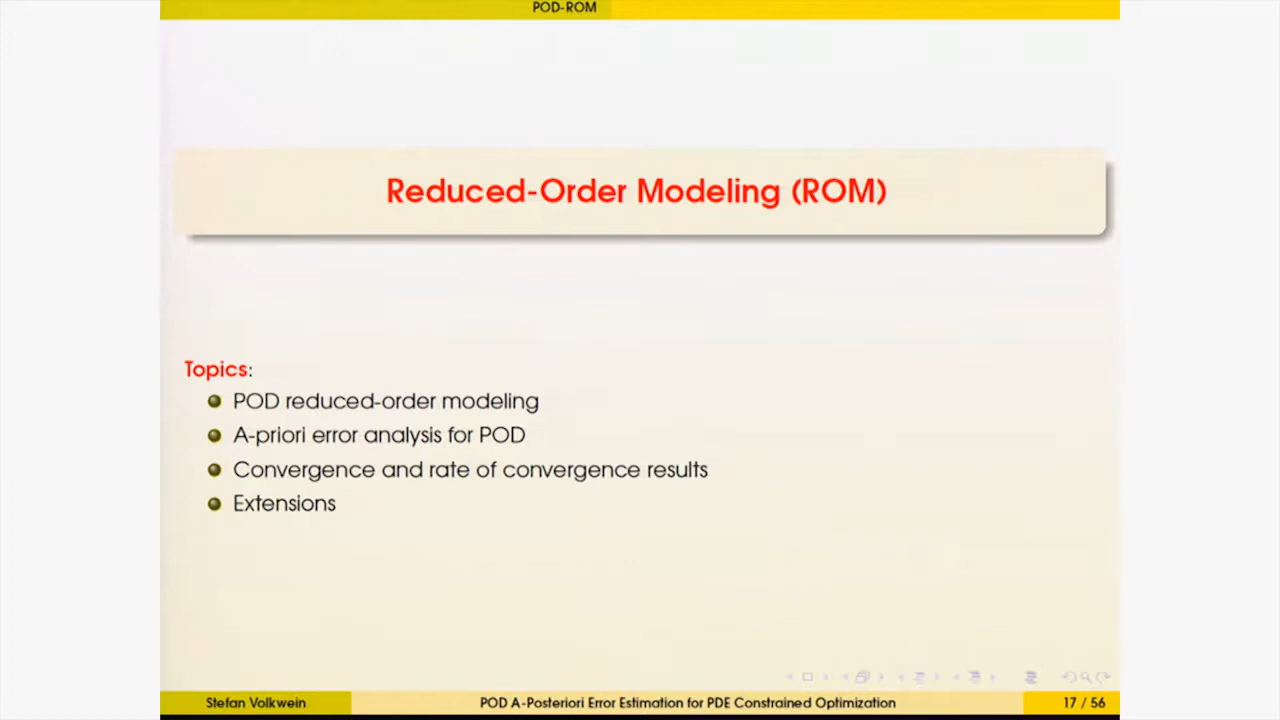 POD-ROM
Reduced-Order Modeling (ROM)
Topics:
POD reduced-order modeling
A-priori error analysis for POD
Convergence and rate of convergence results
Extensions
Stefan Volkwein
POD A-Posteriori Error Estimation for PDE Constrained Optimization
17 / 56